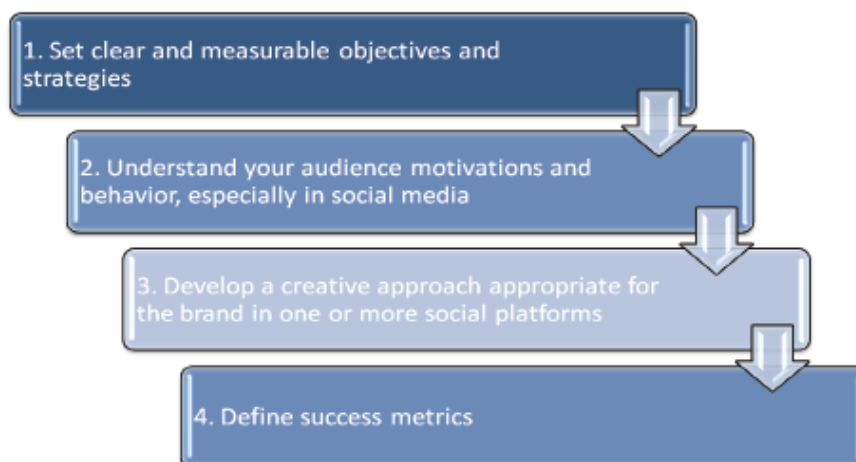 1. Set clear and measurable objectives and
strategies
2. Understand your audience motivations and
behavior, especially in social media
3. Develop a creative approach appropriate for
the brand in one or more social platforms
4. Define success metrics